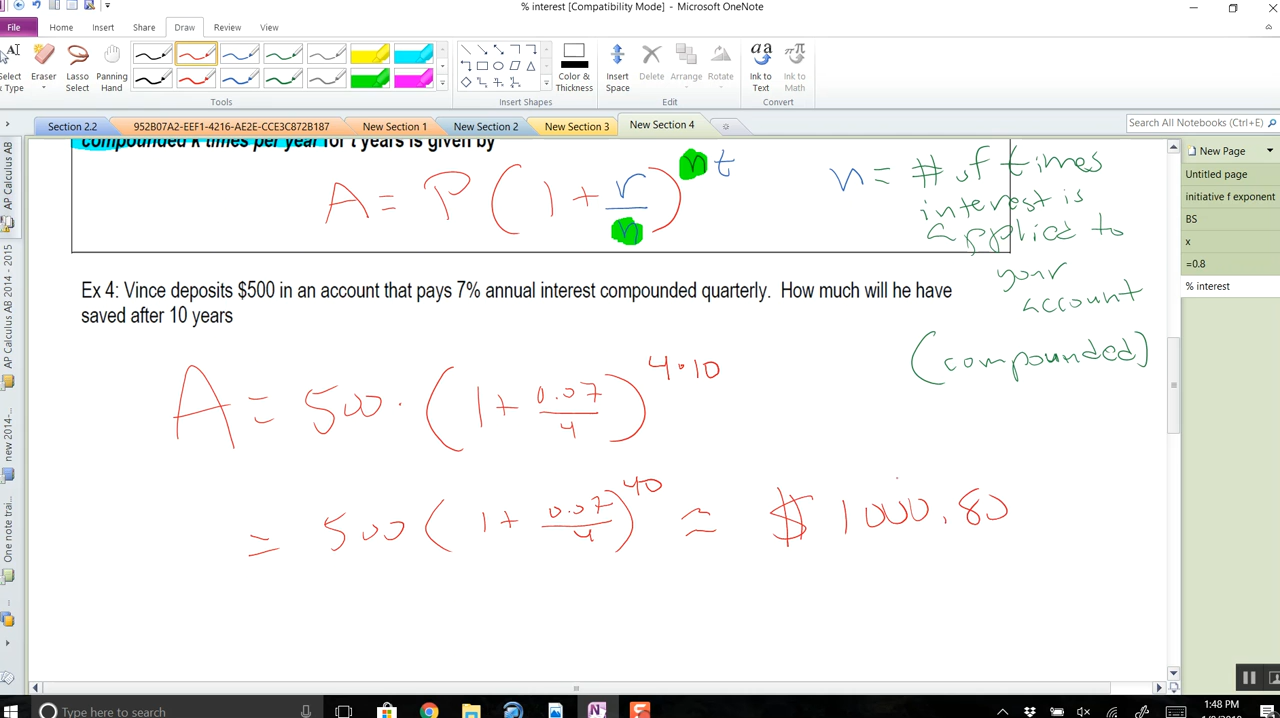 % interest [Compatibility Mode] - Microsoft OneNote
File Home Insert Share Draw Review View
Select & Type Eraser Lasso Select Panning Hand Color & Thickness Insert Space Delete Arrange Rotate Ink to Text Ink to Math
Tools Insert Shapes Edit Convert
Section 2.2 952B07A2-EEF1-4216-AE2E-CCE3C872B187 New Section 1 New Section 2 New Section 3 New Section 4 Search All Notebooks (Ctrl+E)
New Page
Untitled page
initiative f exponent
BS
x
=0.8
% interest
AP Calculus AB
AP Calculus AB 2014 - 2015
new 2014-...
One note trai...
compounded k times per year for t years is given by
A = P (1 + r/n)^nt
n = # of times
interest is
applied to
your
account
(compounded)
Ex 4: Vince deposits $500 in an account that pays 7% annual interest compounded quarterly. How much will he have
saved after 10 years
A = 500 · (1 + 0.07/4)^4·10
= 500 (1 + 0.07/4)^40 ≈ $1000.80
Type here to search
1:48 PM